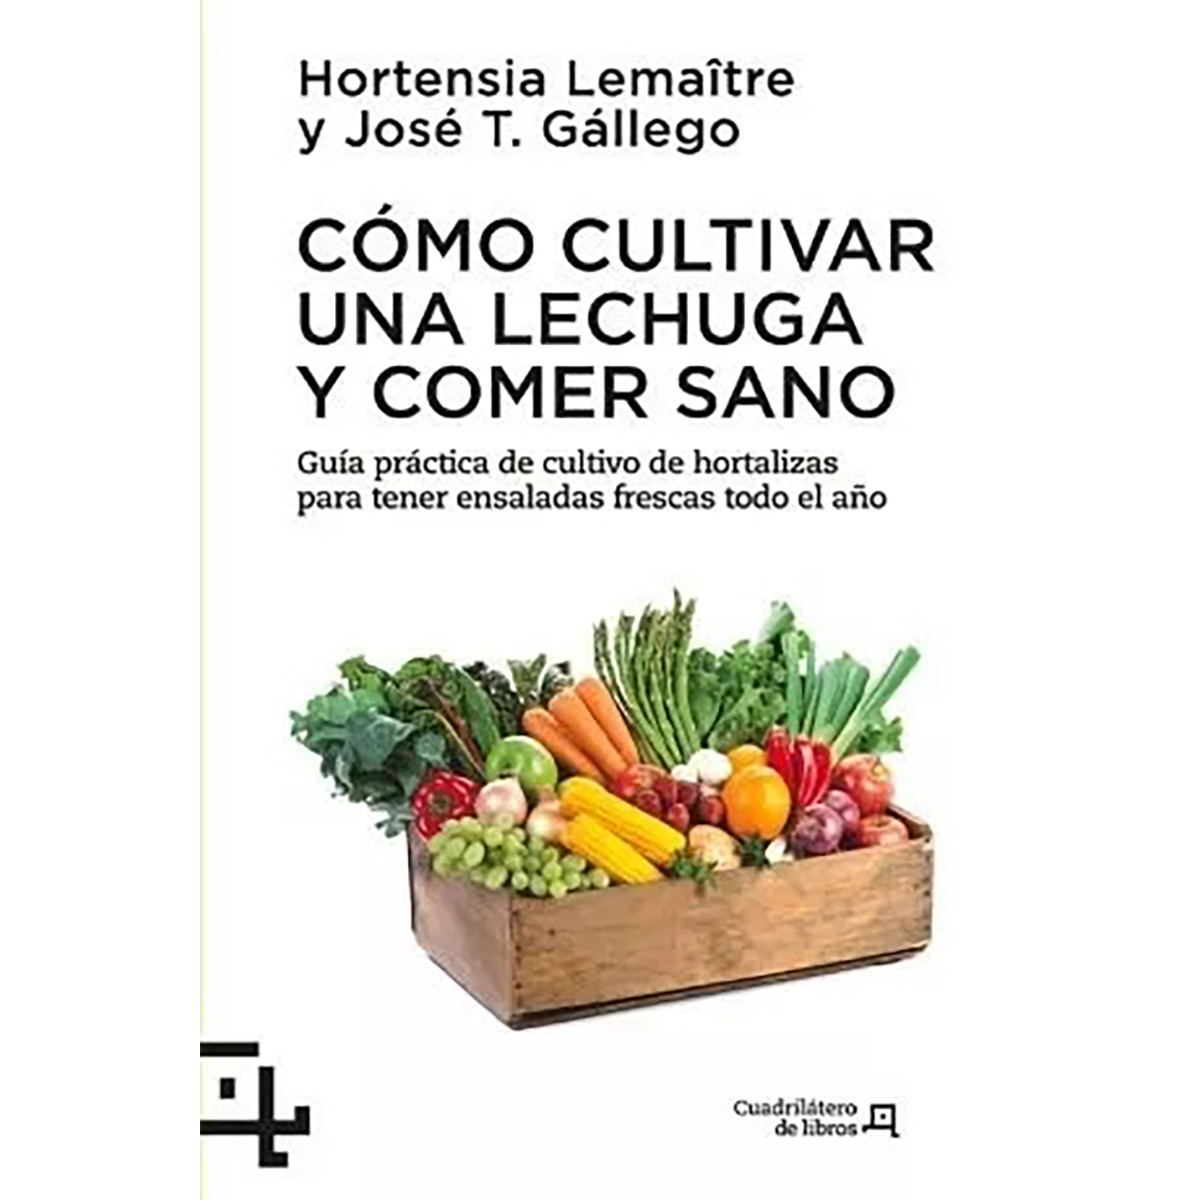 Hortensia Lemaître
y José T. Gállego
CÓMO CULTIVAR
UNA LECHUGA
Y COMER SANO
Guía práctica de cultivo de hortalizas
para tener ensaladas frescas todo el año
Cuadrilátero
de libros